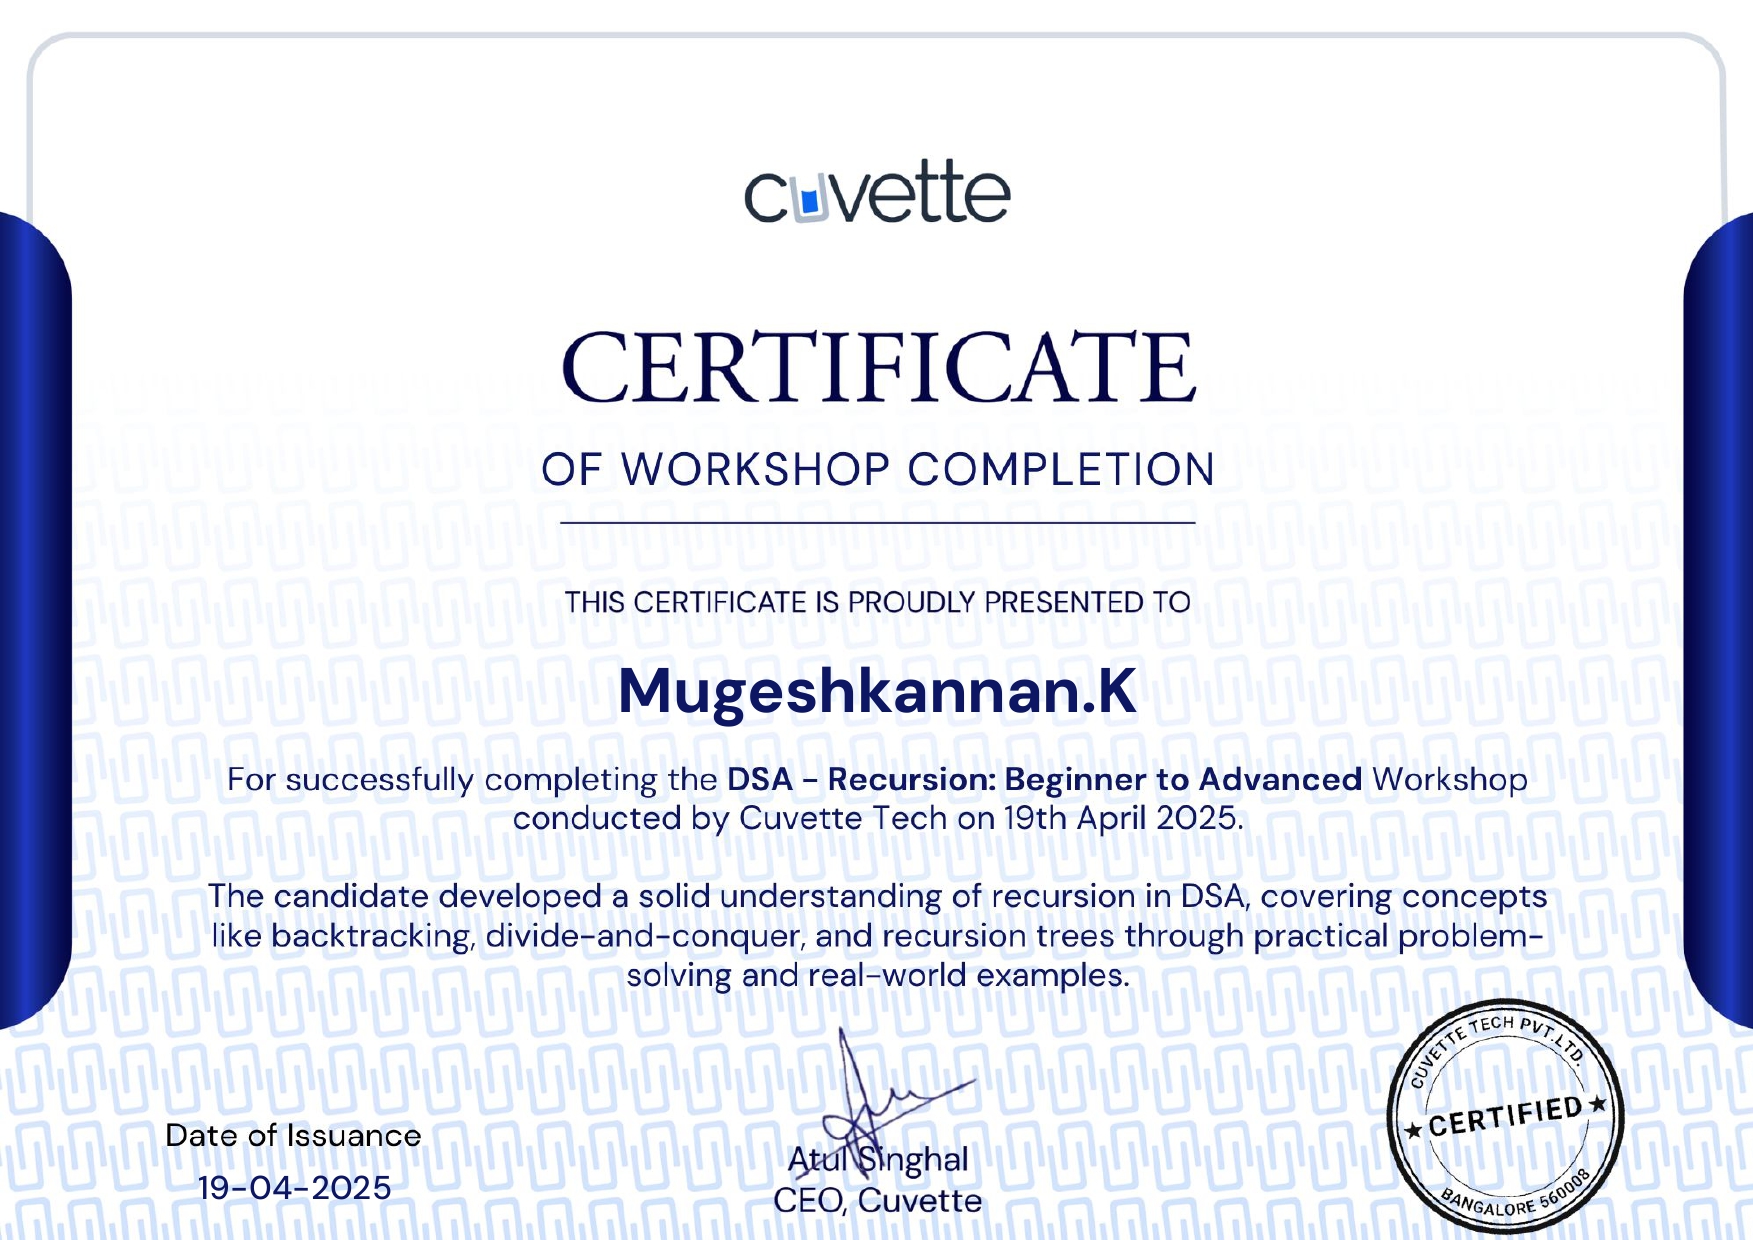 cuvette
CERTIFICATE
OF WORKSHOP COMPLETION
THIS CERTIFICATE IS PROUDLY PRESENTED TO
Mugeshkannan.K
For successfully completing the DSA - Recursion: Beginner to Advanced Workshop
conducted by Cuvette Tech on 19th April 2025.
The candidate developed a solid understanding of recursion in DSA, covering concepts
like backtracking, divide-and-conquer, and recursion trees through practical problem-
solving and real-world examples.
Date of Issuance
19-04-2025
Atul Singhal
CEO, Cuvette
CUVETTE TECH PVT.LTD.
★ CERTIFIED ★
BANGALORE 560008